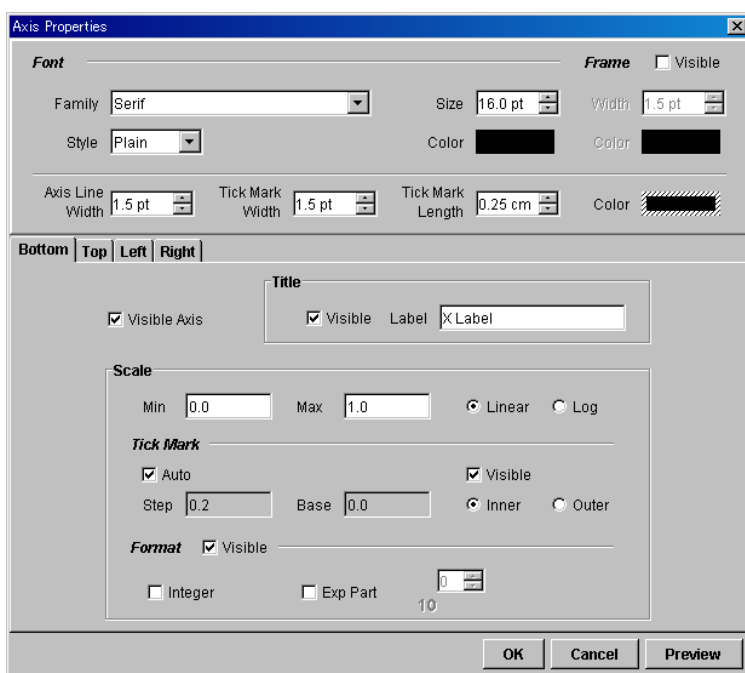 Axis Properties
Font Frame Visible
Family Serif Size 16.0 pt Width 1.5 pt
Style Plain Color Color
Axis Line Width 1.5 pt Tick Mark Width 1.5 pt Tick Mark Length 0.25 cm Color
Bottom Top Left Right
Title
Visible Axis Visible Label X Label
Scale
Min 0.0 Max 1.0 Linear Log
Tick Mark
Auto Visible
Step 0.2 Base 0.0 Inner Outer
Format Visible
Integer Exp Part 10 0
OK Cancel Preview